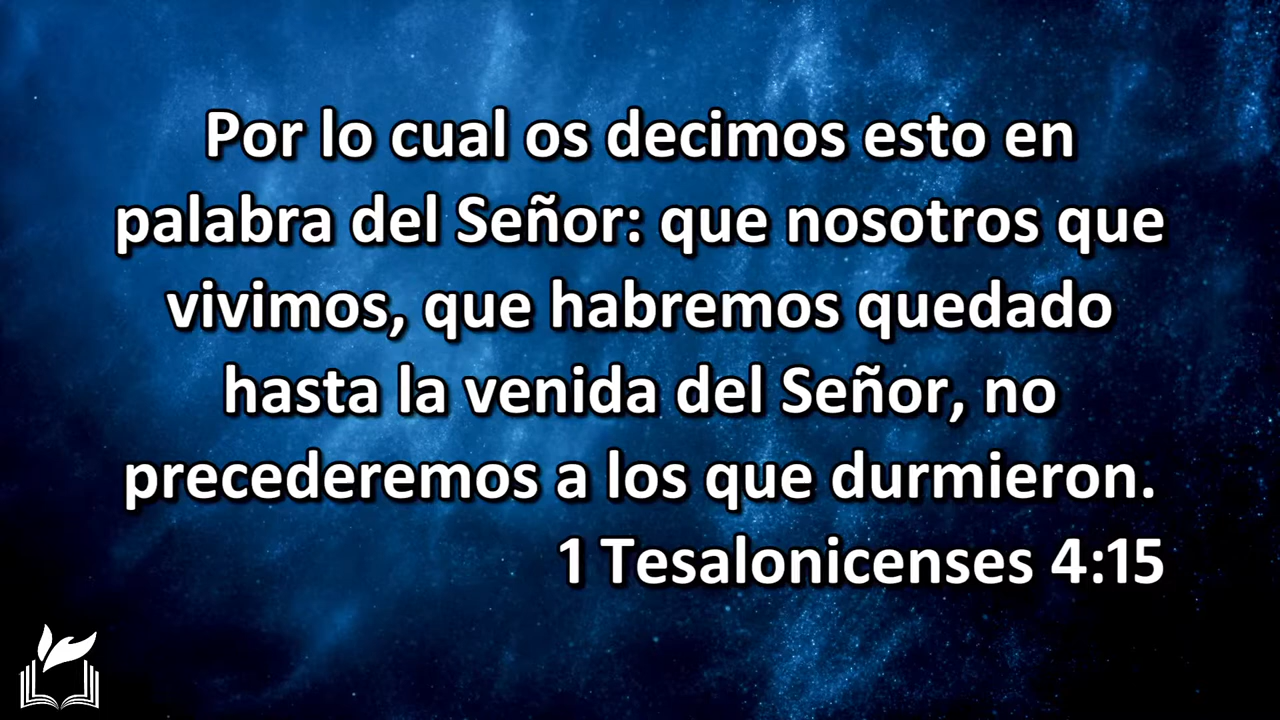 Por lo cual os decimos esto en
palabra del Señor: que nosotros que
vivimos, que habremos quedado
hasta la venida del Señor, no
precederemos a los que durmieron.
1 Tesalonicenses 4:15